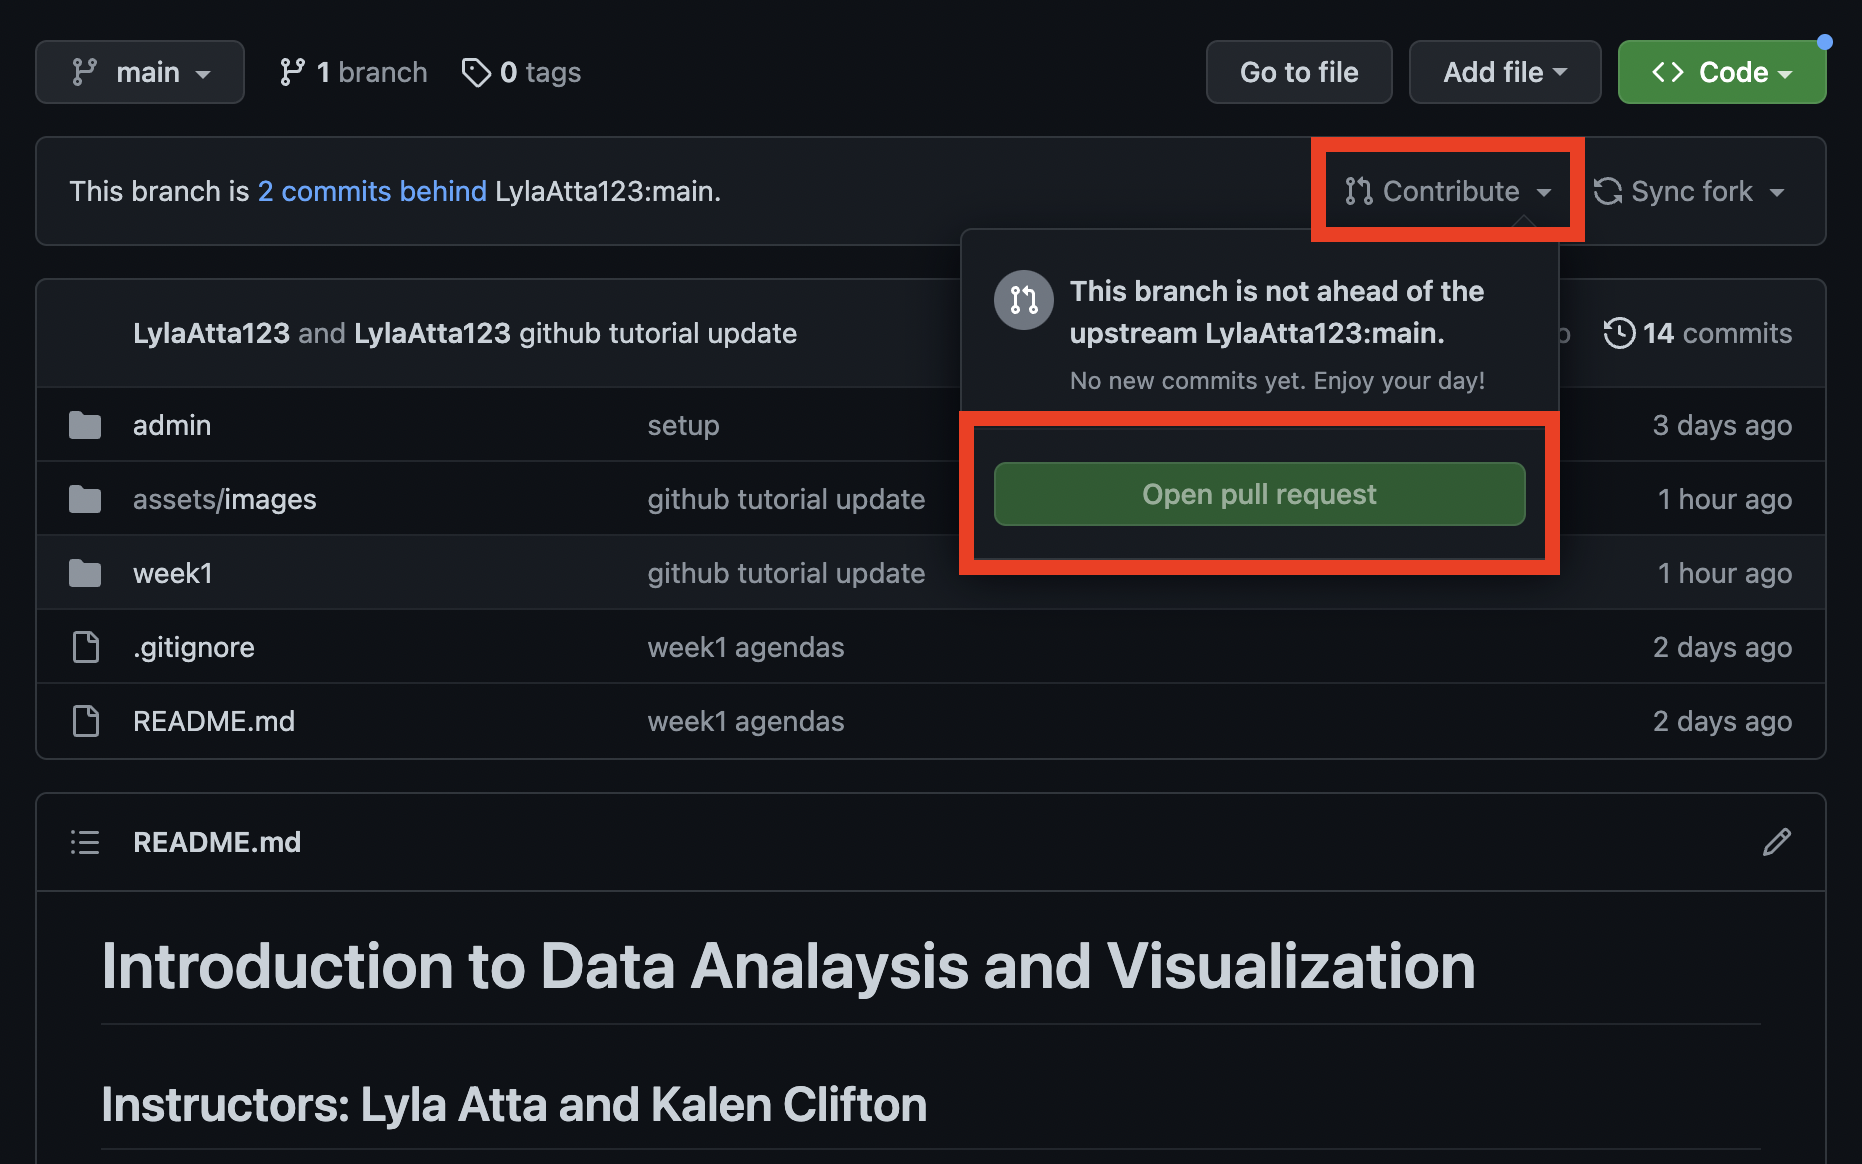 main 1 branch 0 tags Go to file Add file Code
This branch is 2 commits behind LylaAtta123:main. Contribute Sync fork
This branch is not ahead of the
upstream LylaAtta123:main.
No new commits yet. Enjoy your day!
Open pull request
LylaAtta123 and LylaAtta123 github tutorial update 14 commits
admin setup 3 days ago
assets/images github tutorial update 1 hour ago
week1 github tutorial update 1 hour ago
.gitignore week1 agendas 2 days ago
README.md week1 agendas 2 days ago
README.md
Introduction to Data Analaysis and Visualization
Instructors: Lyla Atta and Kalen Clifton